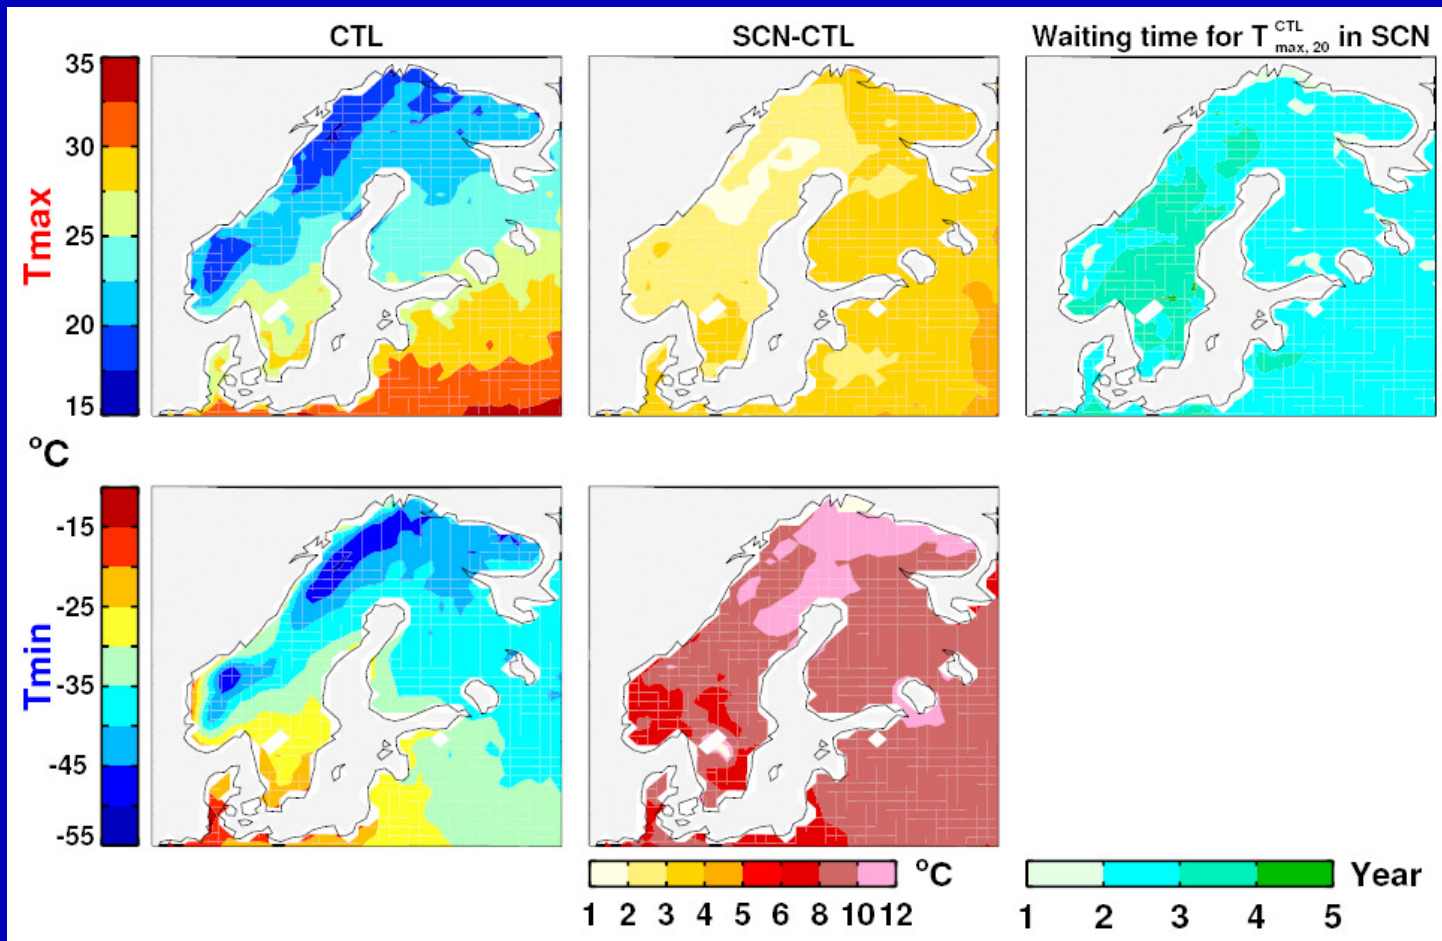 CTL
SCN-CTL
Waiting time for T CTL max, 20 in SCN
35
30
25
20
15
Tmax
°C
-15
-25
-35
-45
-55
Tmin
1 2 3 4 5 6 8 10 12 °C
1 2 3 4 5 Year